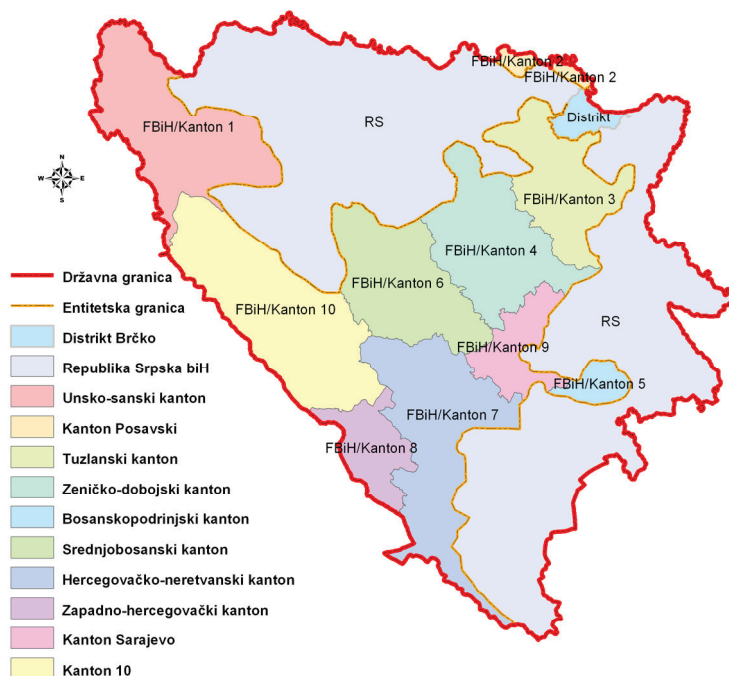 FBiH/Kanton 2
FBiH/Kanton 2
Distrikt
FBiH/Kanton 1
RS
N
W E
S
FBiH/Kanton 3
FBiH/Kanton 4
FBiH/Kanton 6
FBiH/Kanton 10
RS
FBiH/Kanton 9
FBiH/Kanton 5
FBiH/Kanton 7
FBiH/Kanton 8
Državna granica
Entitetska granica
Distrikt Brčko
Republika Srpska biH
Unsko-sanski kanton
Kanton Posavski
Tuzlanski kanton
Zeničko-dobojski kanton
Bosanskopodrinjski kanton
Srednjobosanski kanton
Hercegovačko-neretvanski kanton
Zapadno-hercegovački kanton
Kanton Sarajevo
Kanton 10